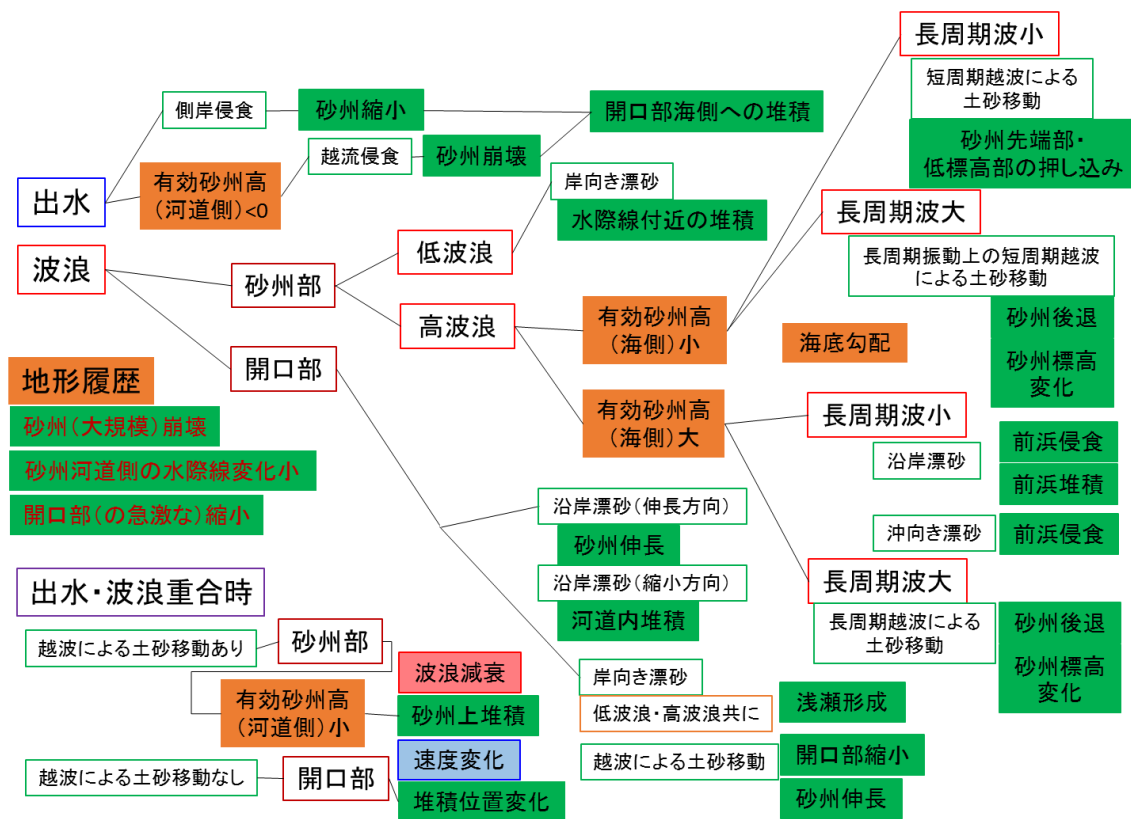 長周期波小
短周期越波による
土砂移動
砂州先端部・
低標高部の押し込み
側岸侵食
砂州縮小
開口部海側への堆積
越流侵食
砂州崩壊
有効砂州高
（河道側）<0
出水
岸向き漂砂
水際線付近の堆積
長周期波大
長周期振動上の短周期越波
による土砂移動
砂州後退
砂州標高
変化
波浪
砂州部
低波浪
高波浪
有効砂州高
（海側）小
海底勾配
開口部
地形履歴
砂州（大規模）崩壊
砂州河道側の水際線変化小
開口部（の急激な）縮小
有効砂州高
（海側）大
長周期波小
沿岸漂砂
前浜侵食
前浜堆積
沖向き漂砂
前浜侵食
長周期波大
長周期越波による
土砂移動
砂州後退
砂州標高
変化
沿岸漂砂（伸長方向）
砂州伸長
沿岸漂砂（縮小方向）
河道内堆積
岸向き漂砂
低波浪・高波浪共に
浅瀬形成
越波による土砂移動
開口部縮小
砂州伸長
出水・波浪重合時
越波による土砂移動あり
砂州部
有効砂州高
（河道側）小
波浪減衰
砂州上堆積
越波による土砂移動なし
開口部
速度変化
堆積位置変化